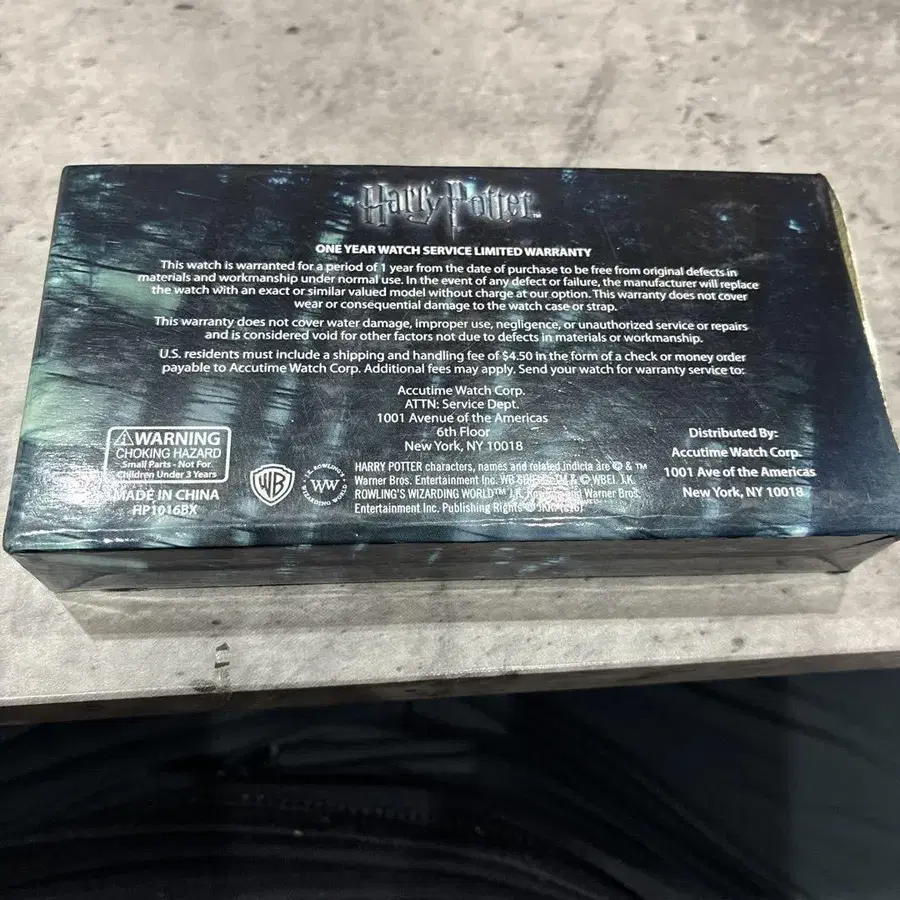 Harry Potter™
ONE YEAR WATCH SERVICE LIMITED WARRANTY
This watch is warranted for a period of 1 year from the date of purchase to be free from original defects in
materials and workmanship under normal use. In the event of any defect or failure, the manufacturer will replace
the watch with an exact or similar valued model without charge at our option. This warranty does not cover
wear or consequential damage to the watch case or strap.
This warranty does not cover water damage, improper use, negligence, or unauthorized service or repairs
and is considered void for other factors not due to defects in materials or workmanship.
U.S. residents must include a shipping and handling fee of $4.50 in the form of a check or money order
payable to Accutime Watch Corp. Additional fees may apply. Send your watch for warranty service to:
Accutime Watch Corp.
ATTN: Service Dept.
1001 Avenue of the Americas
6th Floor
New York, NY 10018
⚠WARNING
CHOKING HAZARD
Small Parts - Not For
Children Under 3 Years
MADE IN CHINA
HP1016BX
WB
J.K. ROWLING'S
WW
WIZARDING WORLD
HARRY POTTER characters, names and related indicia are © & ™
Warner Bros. Entertainment Inc. WB & © WBEI. J.K.
ROWLING'S WIZARDING WORLD™ J.K. and Warner Bros.
Entertainment Inc. Publishing Rights © JKR.
Distributed By:
Accutime Watch Corp.
1001 Ave of the Americas
New York, NY 10018